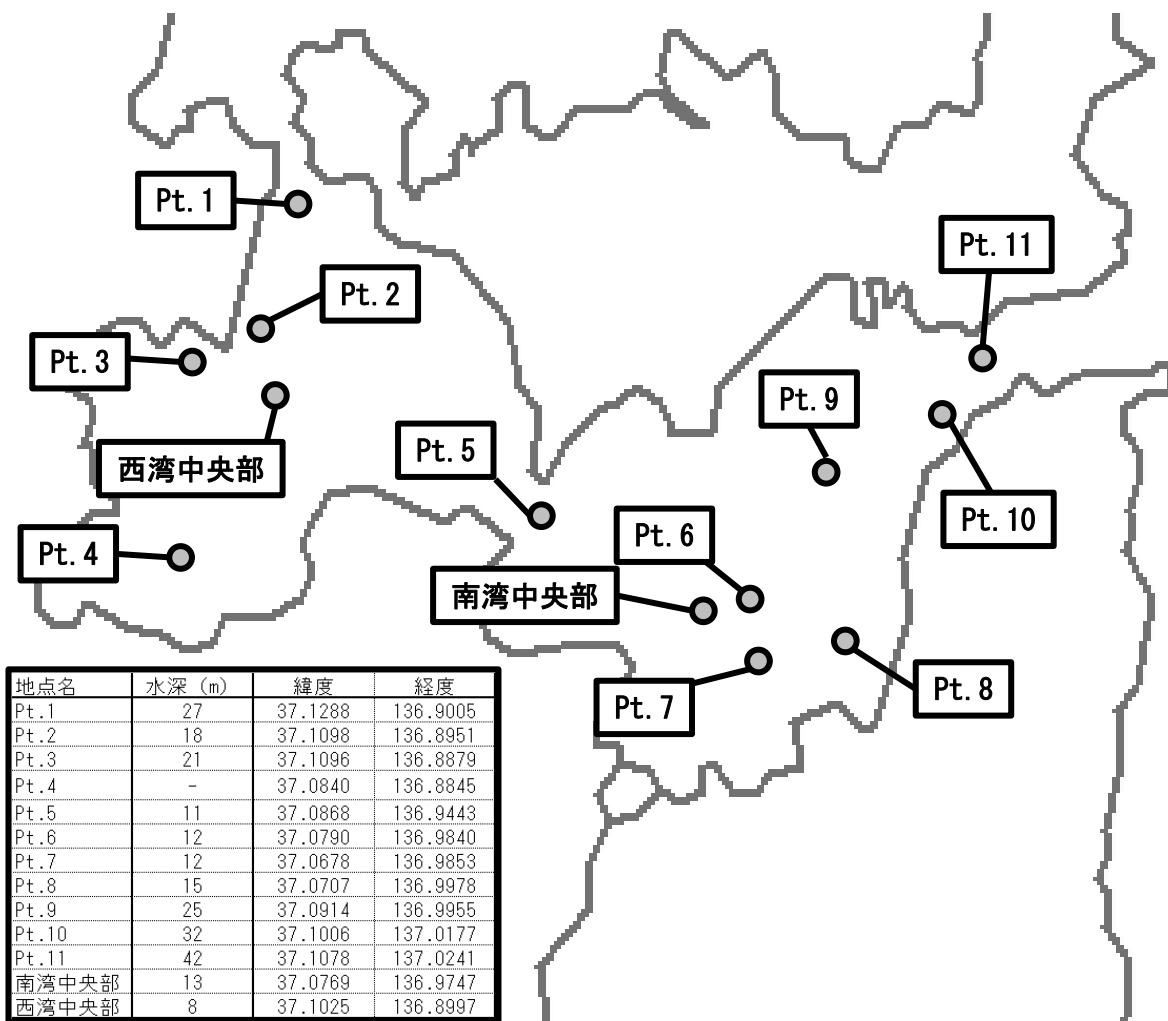 Pt. 1
Pt. 11
Pt. 2
Pt. 3
Pt. 9
Pt. 5
西湾中央部
Pt. 10
Pt. 6
Pt. 4
南湾中央部
Pt. 8
Pt. 7
地点名 水深 (m) 緯度 経度
Pt.1 27 37.1288 136.9005
Pt.2 18 37.1098 136.8951
Pt.3 21 37.1096 136.8879
Pt.4 - 37.0840 136.8845
Pt.5 11 37.0868 136.9443
Pt.6 12 37.0790 136.9840
Pt.7 12 37.0678 136.9853
Pt.8 15 37.0707 136.9978
Pt.9 25 37.0914 136.9955
Pt.10 32 37.1006 137.0177
Pt.11 42 37.1078 137.0241
南湾中央部 13 37.0769 136.9747
西湾中央部 8 37.1025 136.8997